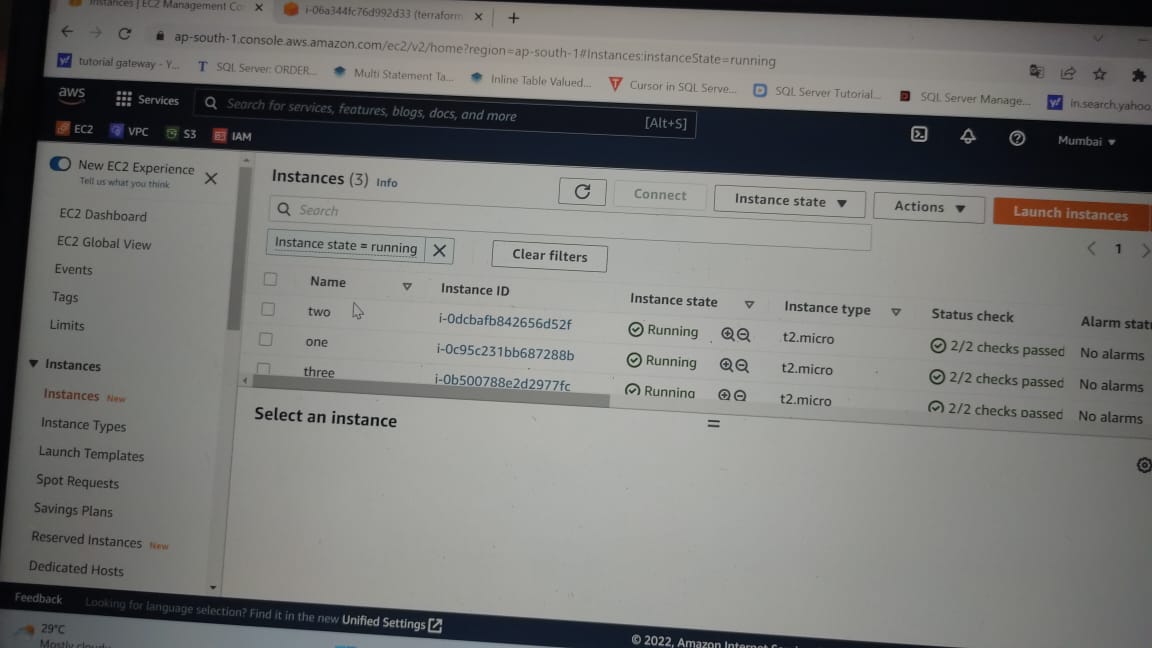 Instances | EC2 Management Co
i-06a344fc76d992d33 (terraform
ap-south-1.console.aws.amazon.com/ec2/v2/home?region=ap-south-1#Instances:instanceState=running
tutorial gateway - Y... SQL Server: ORDER... Multi Statement Ta... Inline Table Valued... Cursor in SQL Serve... SQL Server Tutorial... SQL Server Manage... in.search.yahoo
aws Services Search for services, features, blogs, docs, and more [Alt+S] Mumbai
EC2 VPC S3 IAM
New EC2 Experience
Tell us what you think
EC2 Dashboard
EC2 Global View
Events
Tags
Limits
Instances
Instances New
Instance Types
Launch Templates
Spot Requests
Savings Plans
Reserved Instances New
Dedicated Hosts
Instances (3) Info Connect Instance state Actions Launch instances
Search
Instance state = running Clear filters 1
Name Instance ID Instance state Instance type Status check Alarm stat
two i-0dcbafb842656d52f Running t2.micro 2/2 checks passed No alarms
one i-0c95c231bb687288b Running t2.micro 2/2 checks passed No alarms
three i-0b500788e2d2977fc Running t2.micro 2/2 checks passed No alarms
Select an instance
Feedback Looking for language selection? Find it in the new Unified Settings
© 2022, Amazon Internet
29°C
Mostly cloudy